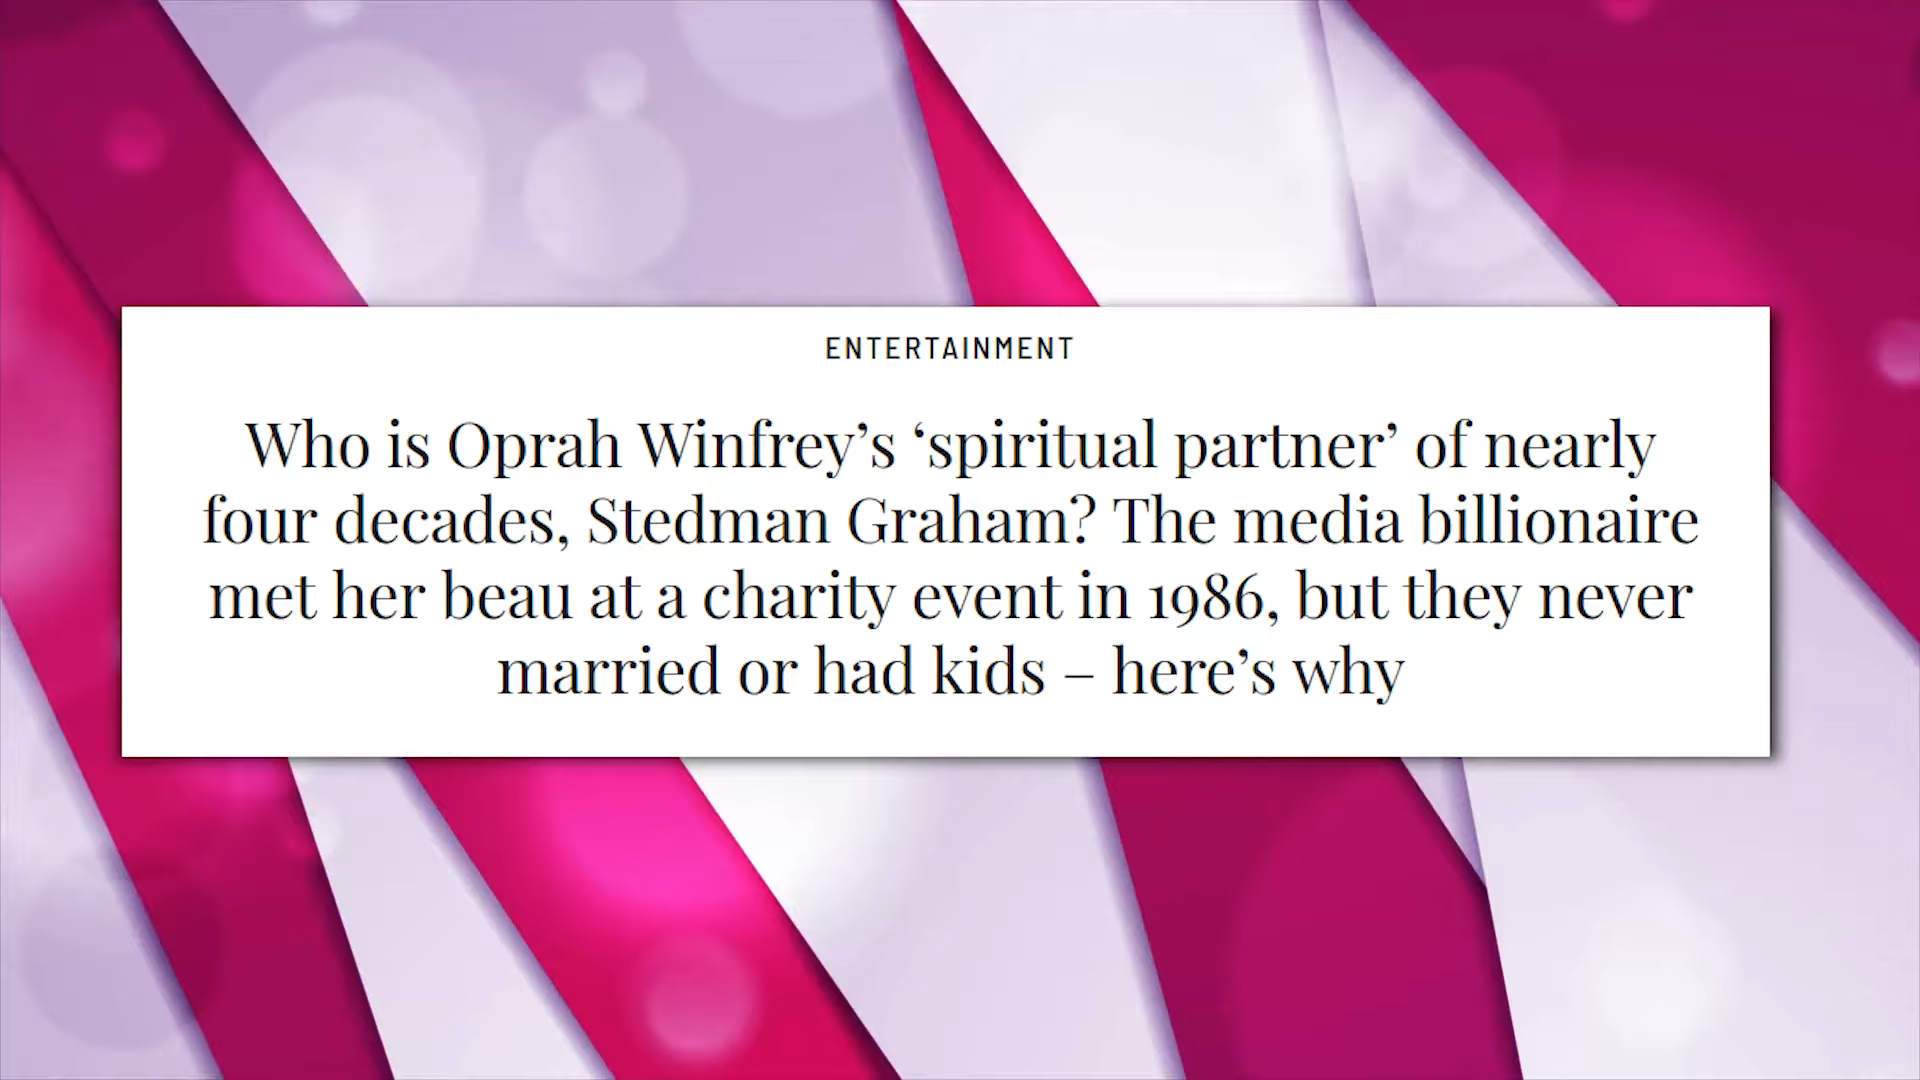 ENTERTAINMENT
Who is Oprah Winfrey’s ‘spiritual partner’ of nearly
four decades, Stedman Graham? The media billionaire
met her beau at a charity event in 1986, but they never
married or had kids – here’s why